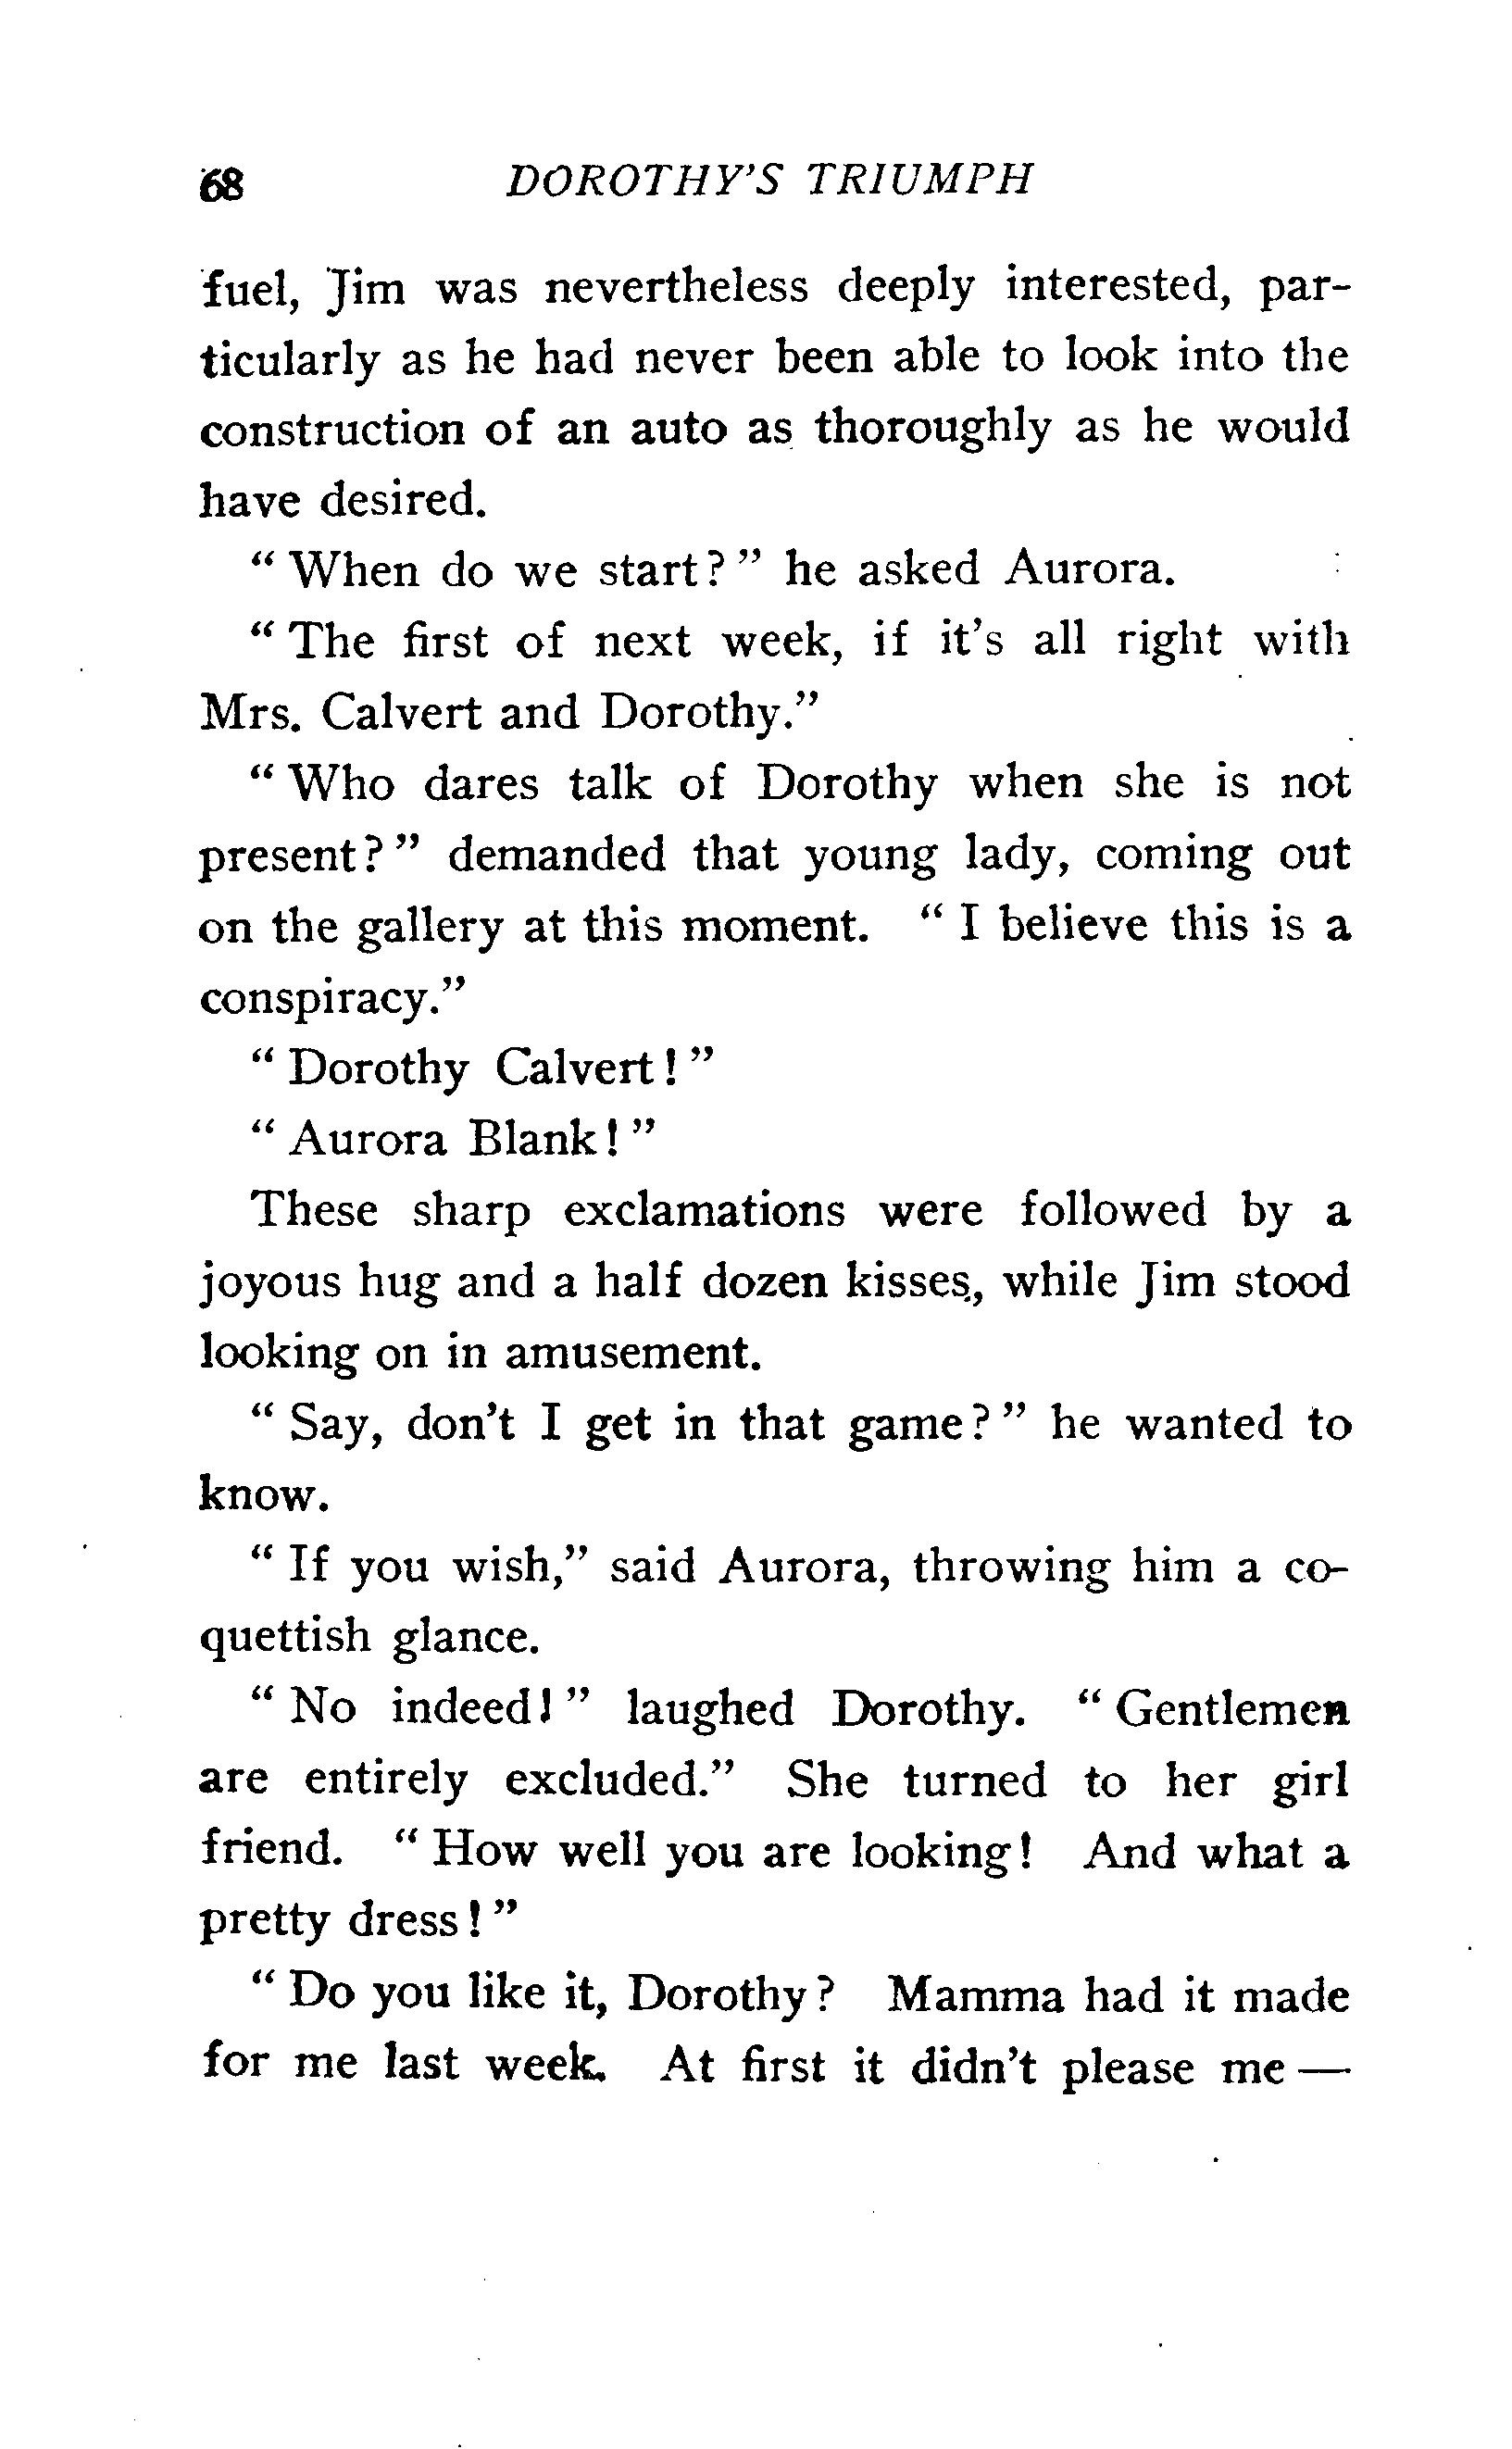 68 DOROTHY'S TRIUMPH
fuel, Jim was nevertheless deeply interested, par-
ticularly as he had never been able to look into the
construction of an auto as thoroughly as he would
have desired.
" When do we start? " he asked Aurora.
" The first of next week, if it's all right with
Mrs. Calvert and Dorothy."
" Who dares talk of Dorothy when she is not
present? " demanded that young lady, coming out
on the gallery at this moment. " I believe this is a
conspiracy."
" Dorothy Calvert! "
" Aurora Blank! "
These sharp exclamations were followed by a
joyous hug and a half dozen kisses, while Jim stood
looking on in amusement.
" Say, don't I get in that game? " he wanted to
know.
" If you wish," said Aurora, throwing him a co-
quettish glance.
" No indeed! " laughed Dorothy. " Gentlemen
are entirely excluded." She turned to her girl
friend. " How well you are looking! And what a
pretty dress! "
" Do you like it, Dorothy? Mamma had it made
for me last week. At first it didn't please me —